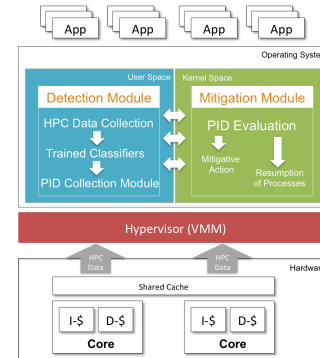 App App App App
Operating Syste
User Space Kernel Space
Detection Module Mitigation Module
HPC Data Collection PID Evaluation
Trained Classifiers Mitigative
Action
PID Collection Module Resumption
of Processes
Hypervisor (VMM)
HPC
Data
HPC
Data
Hardwar
Shared Cache
I-$ D-$ I-$ D-$
Core Core